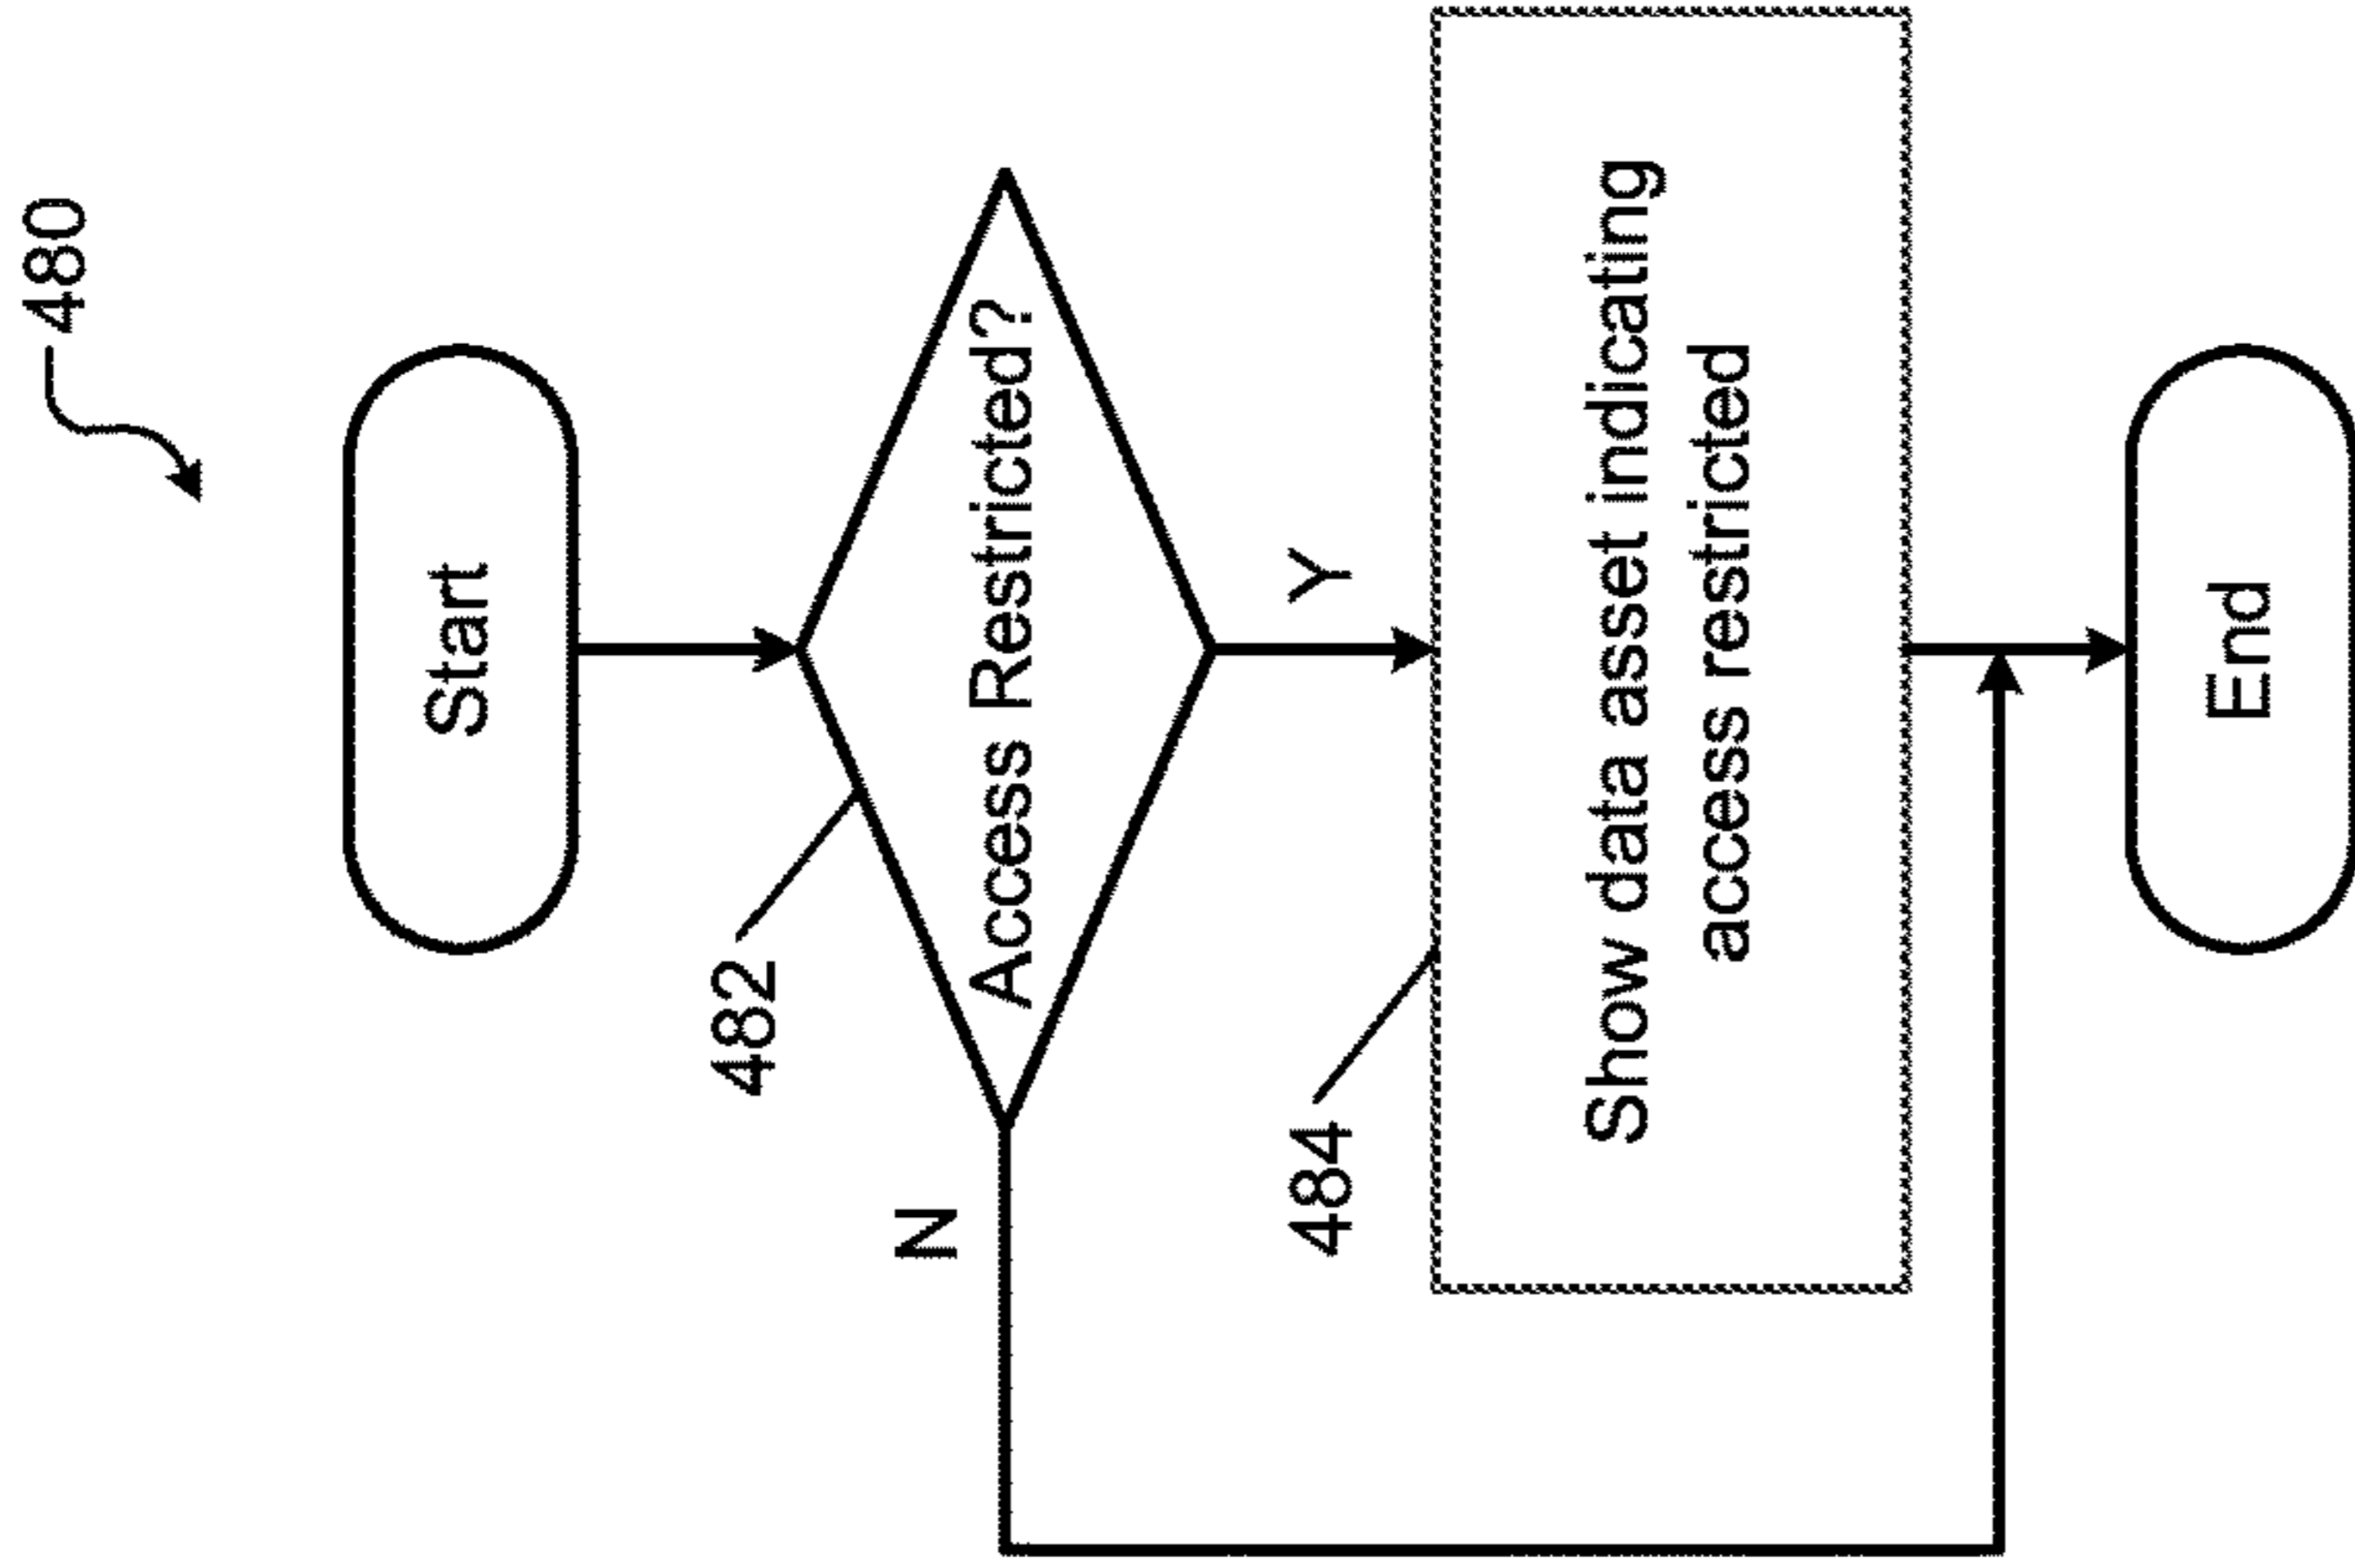 480
Start
482
Access Restricted?
N
Y
484
Show data asset indicating
access restricted
End